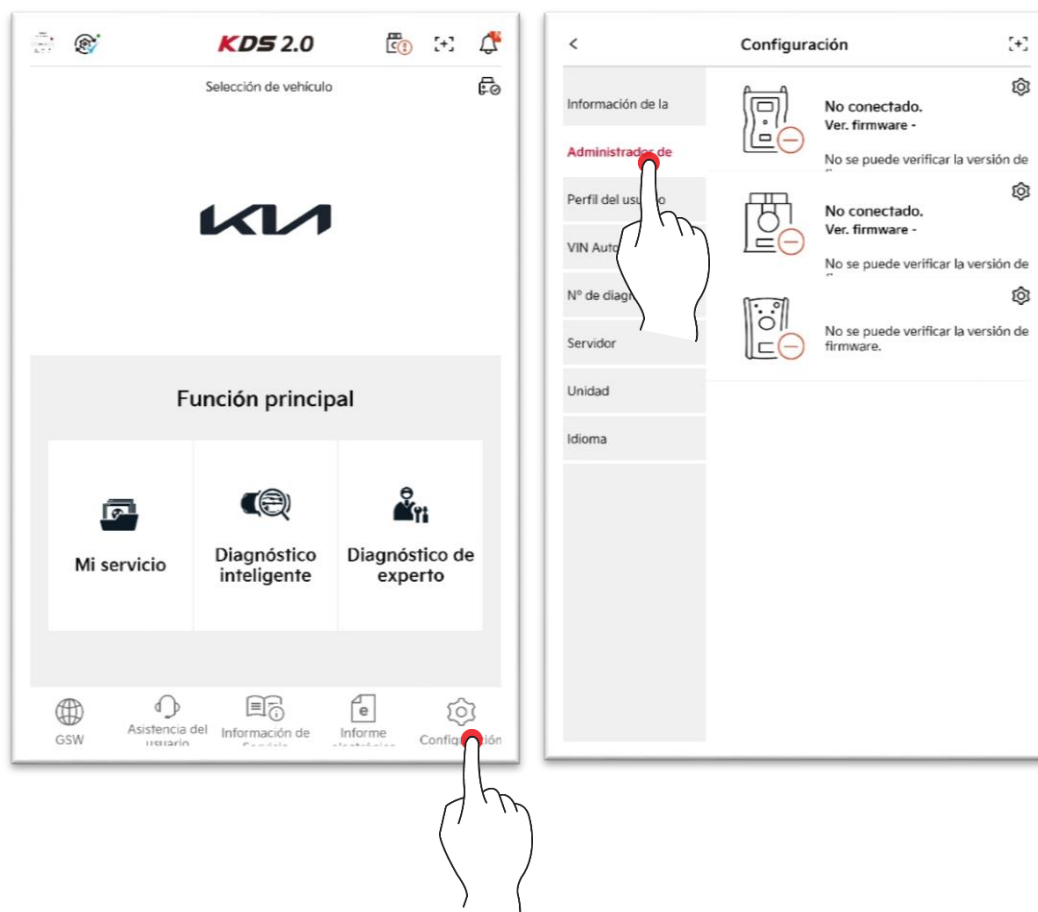 KDS 2.0
Selección de vehículo
KIA
Función principal
Mi servicio
Diagnóstico
inteligente
Diagnóstico de
experto
GSW
Asistencia del
usuario
Información de
Informe
Configuración
<
Configuración
Información de la
Administrador de
Perfil del usuario
VIN Auto
Nº de diag
Servidor
Unidad
Idioma
No conectado.
Ver. firmware -
No se puede verificar la versión de
No conectado.
Ver. firmware -
No se puede verificar la versión de
No se puede verificar la versión de
firmware.